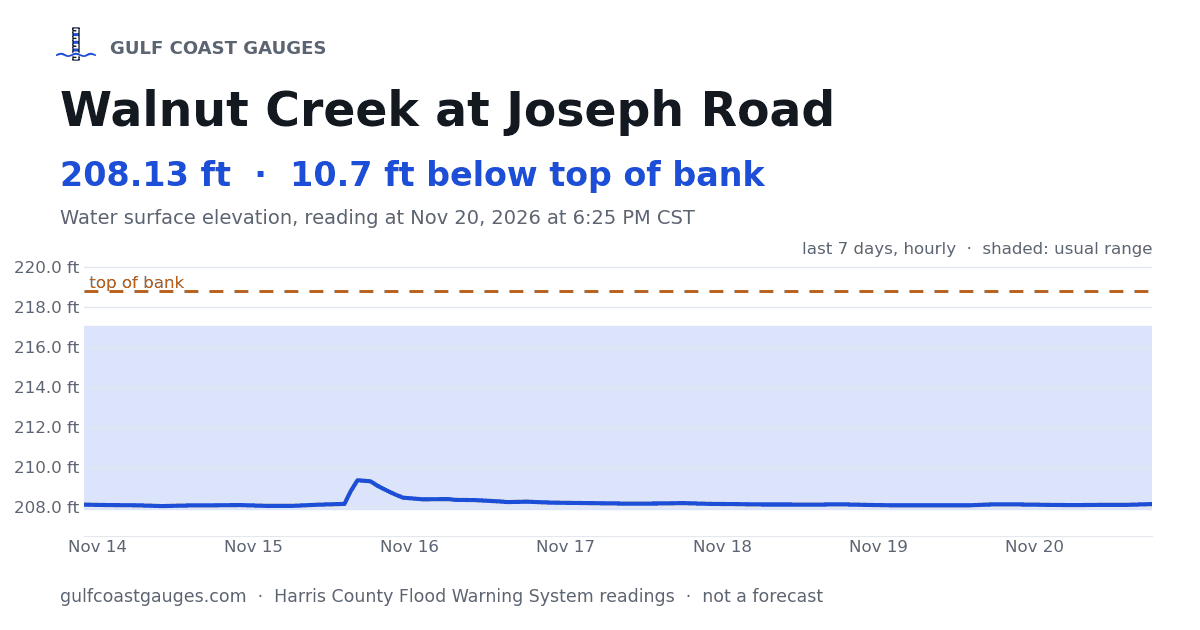 GULF COAST GAUGES
Walnut Creek at Joseph Road
208.13 ft · 10.7 ft below top of bank
Water surface elevation, reading at Nov 20, 2026 at 6:25 PM CST
last 7 days, hourly · shaded: usual range
220.0 ft
top of bank
218.0 ft
216.0 ft
214.0 ft
212.0 ft
210.0 ft
208.0 ft
Nov 14 Nov 15 Nov 16 Nov 17 Nov 18 Nov 19 Nov 20
gulfcoastgauges.com · Harris County Flood Warning System readings · not a forecast